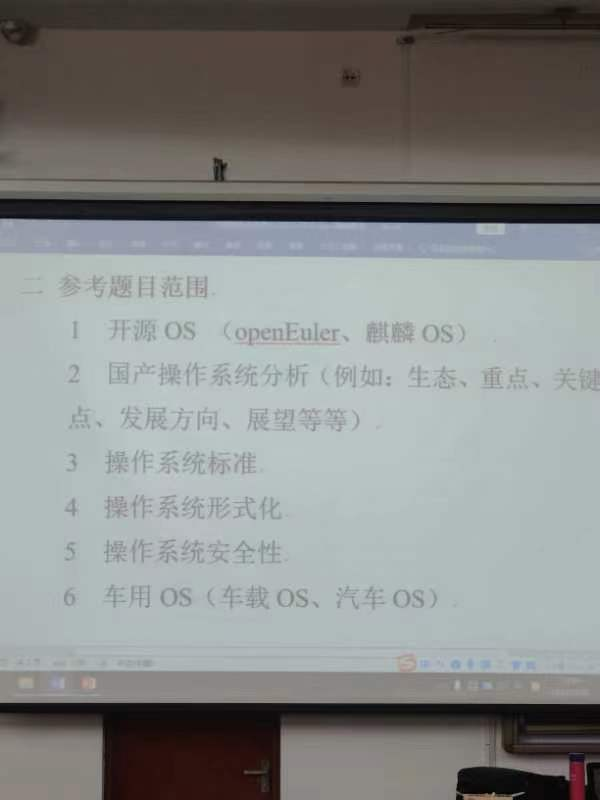 二 参考题目范围
1 开源 OS （openEuler、麒麟 OS）
2 国产操作系统分析（例如：生态、重点、关键
点、发展方向、展望等等）
3 操作系统标准
4 操作系统形式化
5 操作系统安全性
6 车用 OS（车载 OS、汽车 OS）